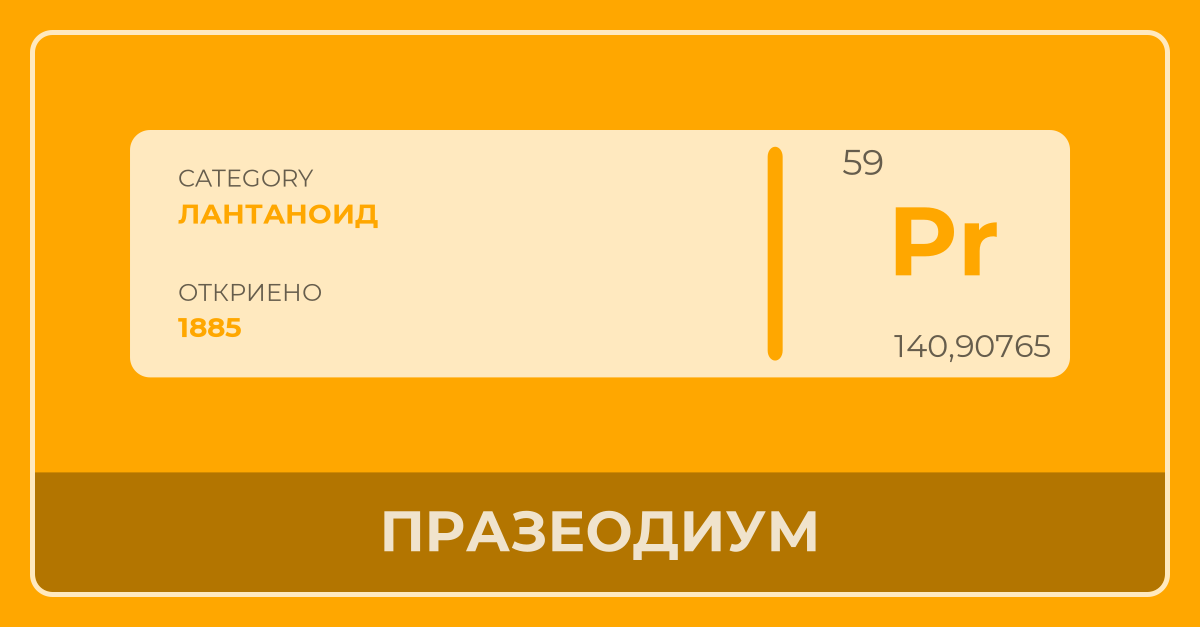 CATEGORY
ЛАНТАНОИД
ОТКРИЕНО
1885
59
Pr
140,90765
ПРАЗЕОДИУМ